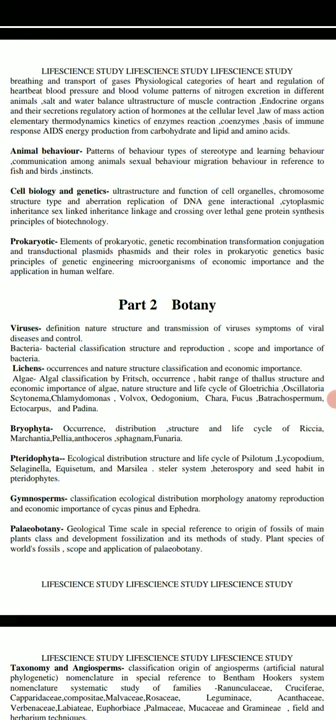 LIFESCIENCE STUDY LIFESCIENCE STUDY LIFESCIENCE STUDY
breathing and transport of gases Physiological categories of heart and regulation of
heartbeat blood pressure and blood volume patterns of nitrogen excretion in different
animals ,salt and water balance ultrastructure of muscle contraction ,Endocrine organs
and their secretions regulatory action of hormones at the cellular level ,law of mass action
elementary thermodynamics kinetics of enzymes reaction ,coenzymes ,basis of immune
response AIDS energy production from carbohydrate and lipid and amino acids.
Animal behaviour- Patterns of behaviour types of stereotype and learning behaviour
,communication among animals sexual behaviour migration behaviour in reference to
fish and birds ,instincts.
Cell biology and genetics- ultrastructure and function of cell organelles, chromosome
structure type and aberration replication of DNA gene interactional ,cytoplasmic
inheritance sex linked inheritance linkage and crossing over lethal gene protein synthesis
principles of biotechnology.
Prokaryotic- Elements of prokaryotic, genetic recombination transformation conjugation
and transductional plasmids phasmids and their roles in prokaryotic genetics basic
principles of genetic engineering microorganisms of economic importance and the
application in human welfare.
Part 2 Botany
Viruses- definition nature structure and transmission of viruses symptoms of viral
diseases and control.
Bacteria- bacterial classification structure and reproduction , scope and importance of
bacteria.
Lichens- occurrences and nature structure classification and economic importance.
Algae- Algal classification by Fritsch, occurrence , habit range of thallus structure and
economic importance of algae, nature structure and life cycle of Gloetrichia ,Oscillatoria
Scytonema,Chlamydomonas , Volvox, Oedogonium, Chara, Fucus ,Batrachospermum,
Ectocarpus, and Padina.
Bryophyta- Occurrence, distribution ,structure and life cycle of Riccia,
Marchantia,Pellia,anthoceros ,sphagnam,Funaria.
Pteridophyta-- Ecological distribution structure and life cycle of Psilotum ,Lycopodium,
Selaginella, Equisetum, and Marsilea . steler system ,heterospory and seed habit in
pteridophytes.
Gymnosperms- classification ecological distribution morphology anatomy reproduction
and economic importance of cycas pinus and Ephedra.
Palaeobotany- Geological Time scale in special reference to origin of fossils of main
plants class and development fossilization and its methods of study. Plant species of
world's fossils , scope and application of palaeobotany.
LIFESCIENCE STUDY LIFESCIENCE STUDY LIFESCIENCE STUDY
LIFESCIENCE STUDY LIFESCIENCE STUDY LIFESCIENCE STUDY
Taxonomy and Angiosperms- classification origin of angiosperms (artificial natural
phylogenetic) nomenclature in special reference to Bentham Hookers system
nomenclature systematic study of families -Ranunculaceae, Cruciferae,
Capparidaceae,compositae,Malvaceae,Rosaceae, Leguminace, Acanthaceae,
Verbenaceae,Labiateae, Euphorbiace ,Palmaceae, Mucaceae and Gramineae , field and
herbarium techniques.